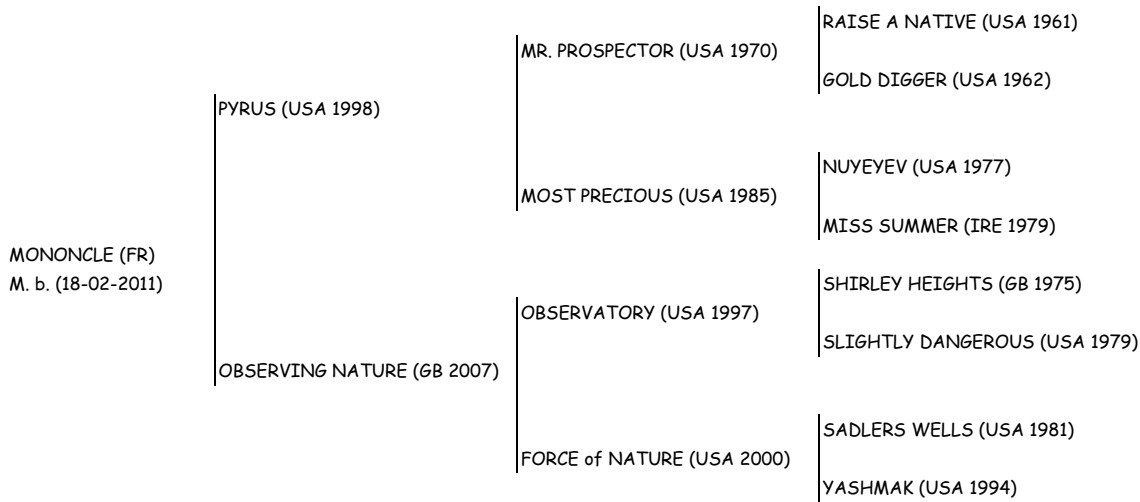 MONONCLE (FR)
M. b. (18-02-2011)
PYRUS (USA 1998)
OBSERVING NATURE (GB 2007)
MR. PROSPECTOR (USA 1970)
MOST PRECIOUS (USA 1985)
OBSERVATORY (USA 1997)
FORCE of NATURE (USA 2000)
RAISE A NATIVE (USA 1961)
GOLD DIGGER (USA 1962)
NUYEYEV (USA 1977)
MISS SUMMER (IRE 1979)
SHIRLEY HEIGHTS (GB 1975)
SLIGHTLY DANGEROUS (USA 1979)
SADLERS WELLS (USA 1981)
YASHMAK (USA 1994)